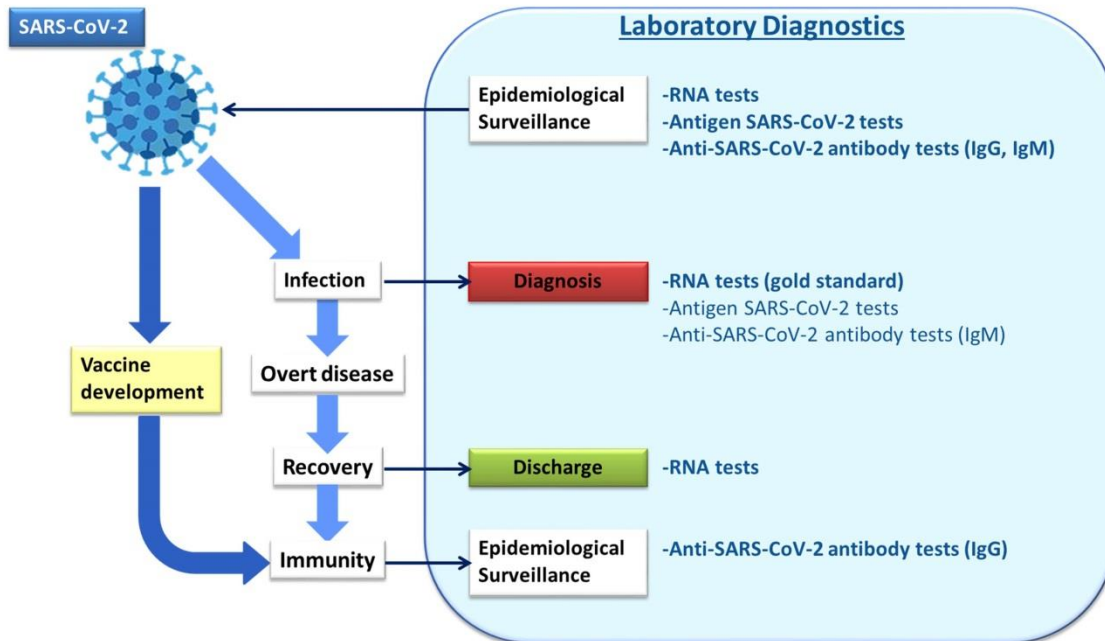 SARS-CoV-2
Laboratory Diagnostics
Epidemiological
Surveillance
-RNA tests
-Antigen SARS-CoV-2 tests
-Anti-SARS-CoV-2 antibody tests (IgG, IgM)
Infection
Diagnosis
-RNA tests (gold standard)
-Antigen SARS-CoV-2 tests
-Anti-SARS-CoV-2 antibody tests (IgM)
Vaccine
development
Overt disease
Recovery
Discharge
-RNA tests
Immunity
Epidemiological
Surveillance
-Anti-SARS-CoV-2 antibody tests (IgG)